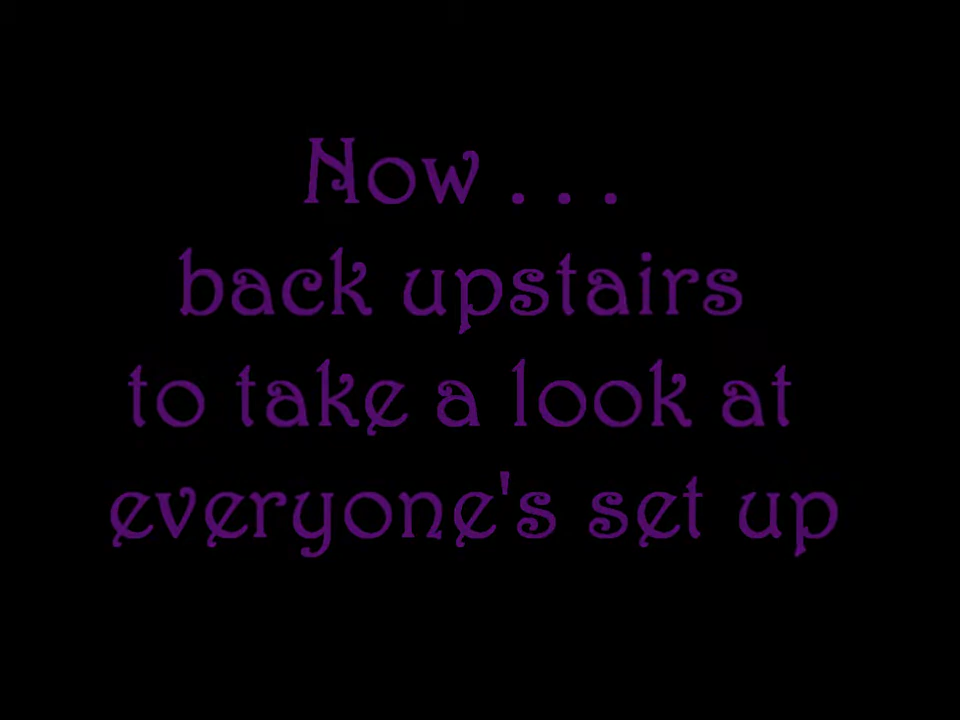 Now . . .
back upstairs
to take a look at
everyone's set up